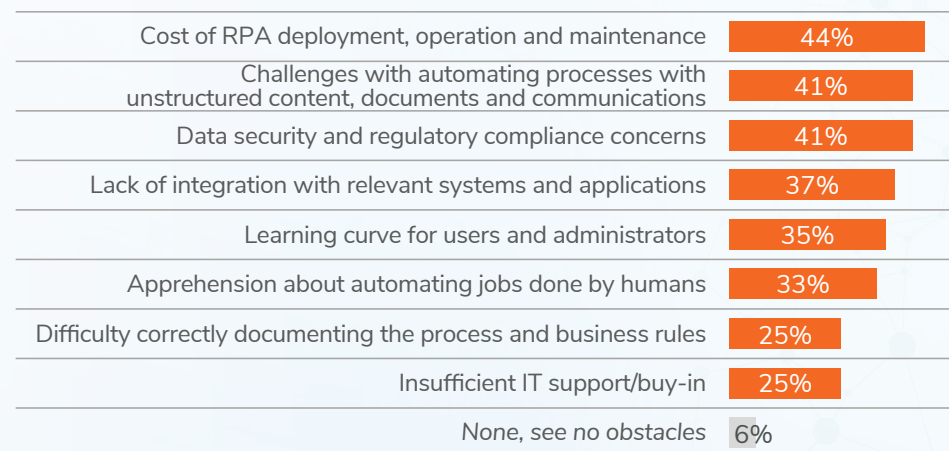 Cost of RPA deployment, operation and maintenance 44%
Challenges with automating processes with
unstructured content, documents and communications 41%
Data security and regulatory compliance concerns 41%
Lack of integration with relevant systems and applications 37%
Learning curve for users and administrators 35%
Apprehension about automating jobs done by humans 33%
Difficulty correctly documenting the process and business rules 25%
Insufficient IT support/buy-in 25%
None, see no obstacles 6%